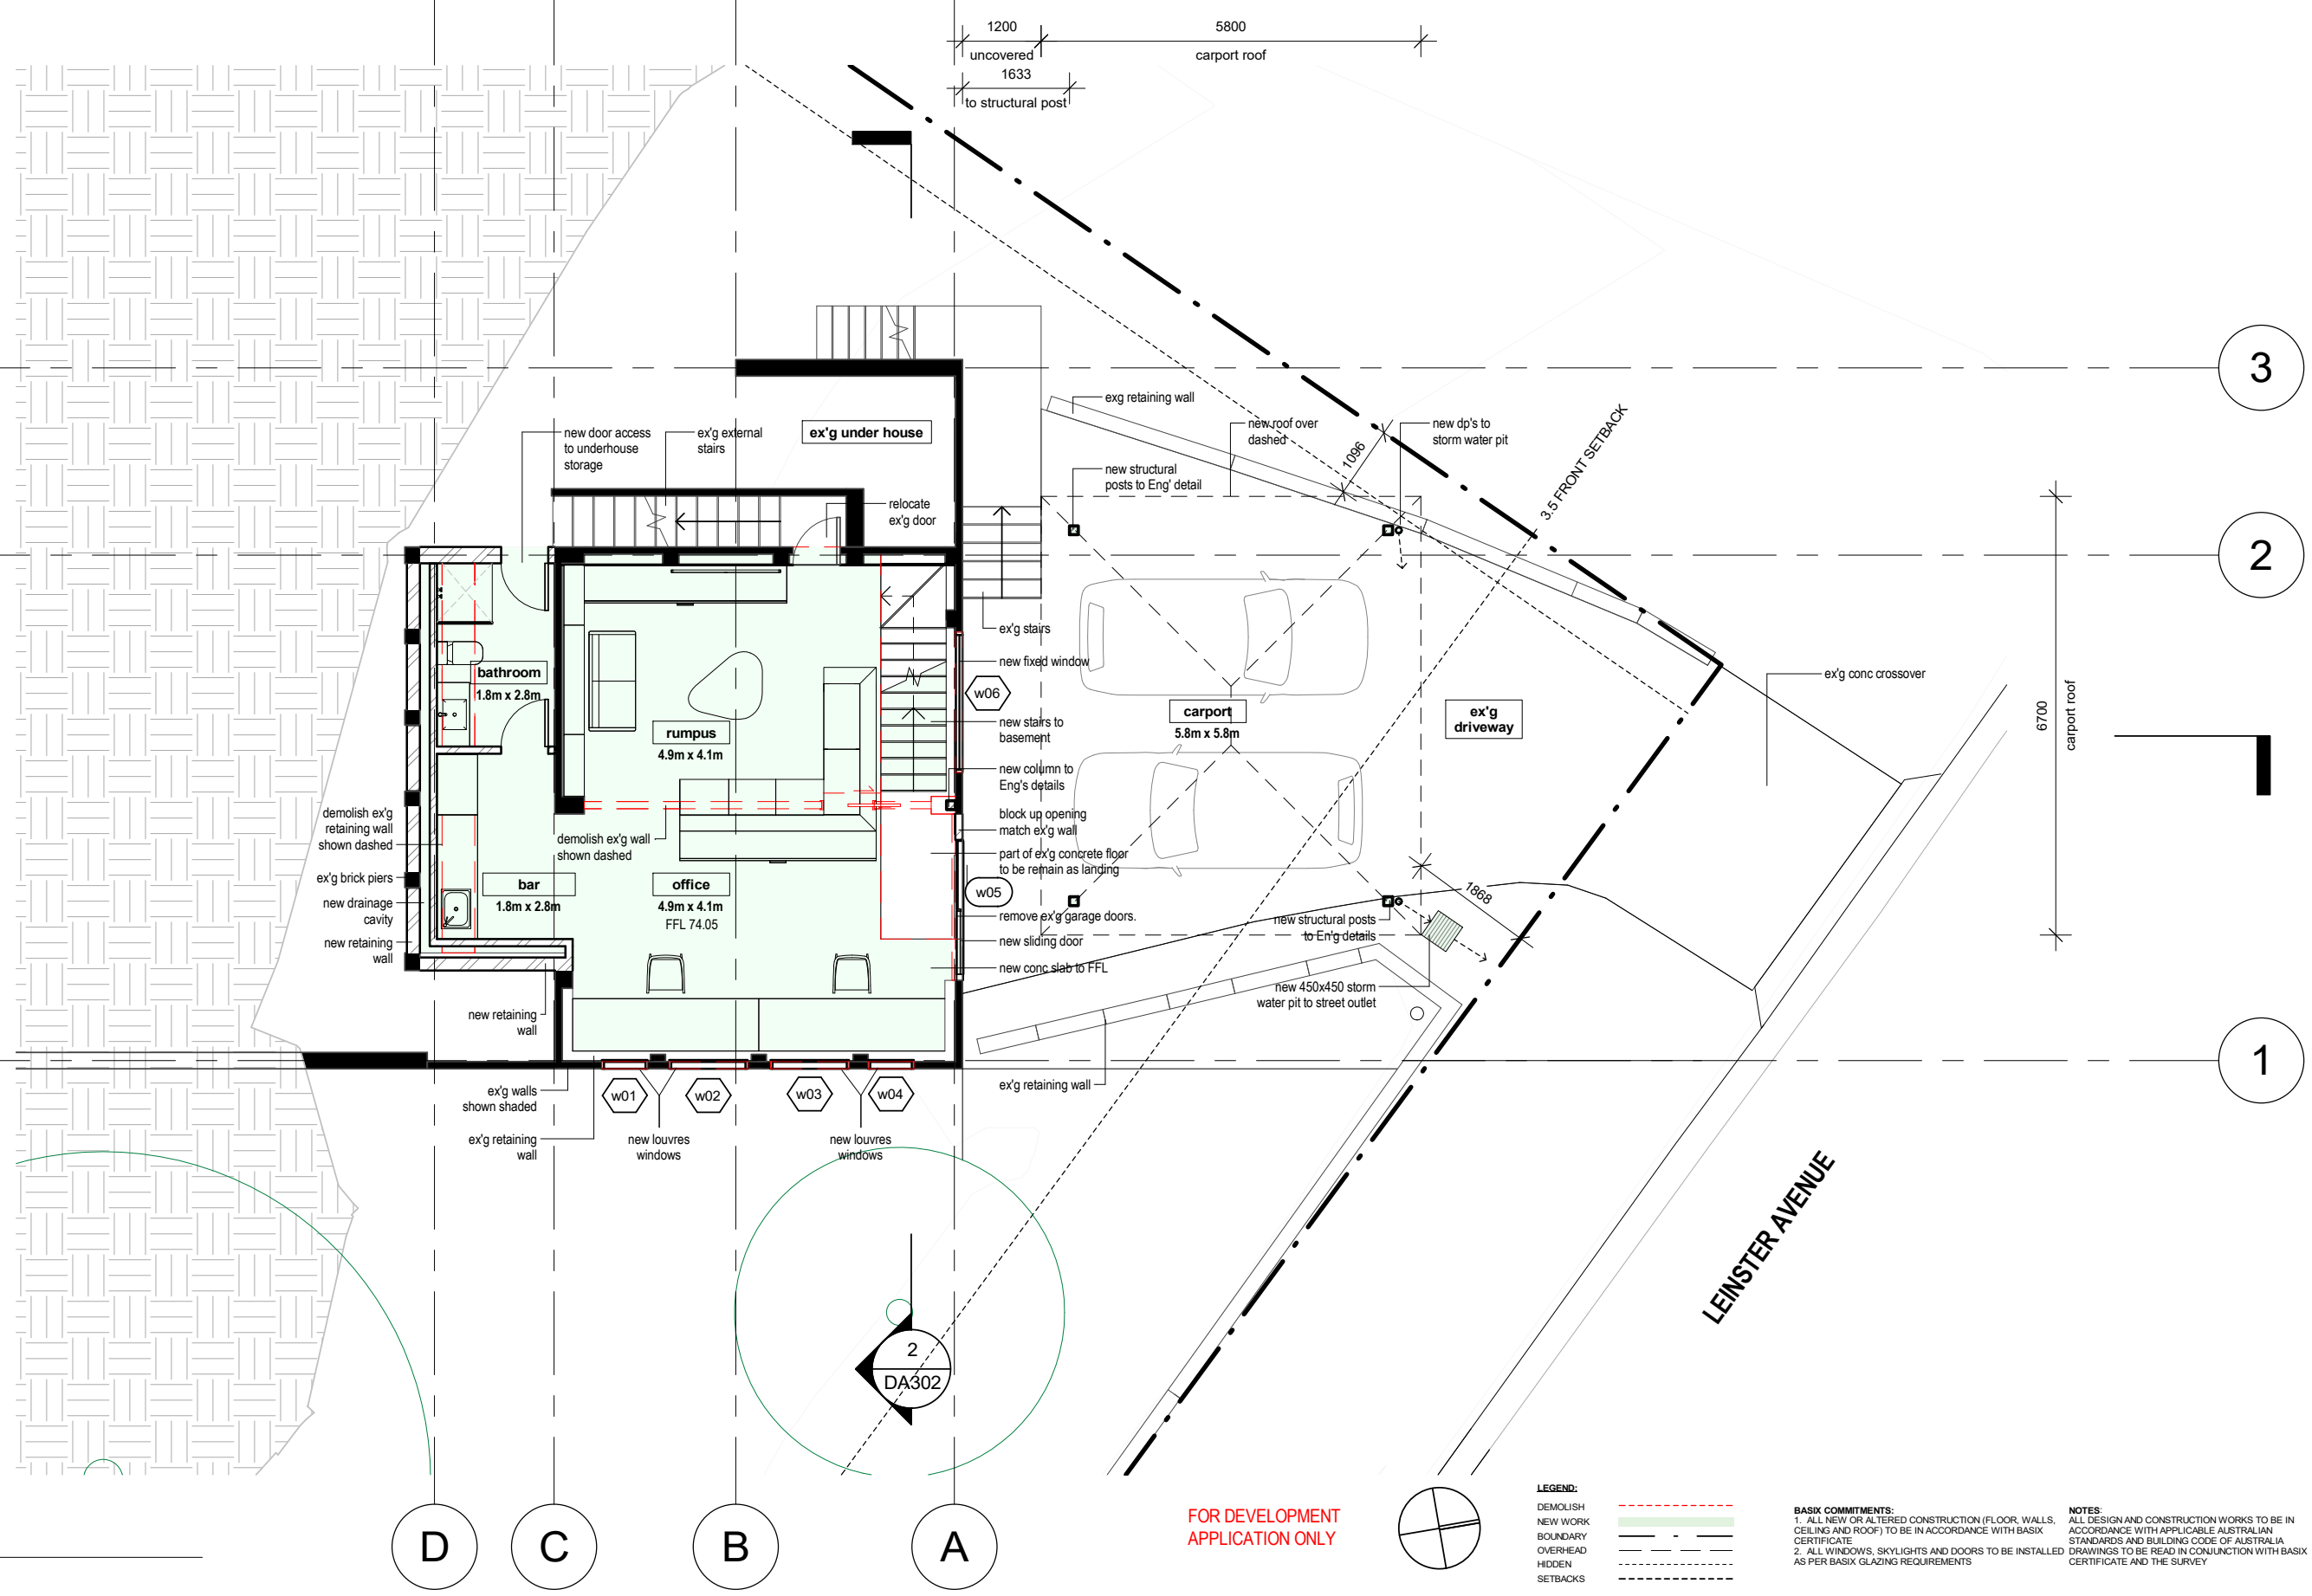 1200
5800
uncovered
carport roof
1633
to structural post
3
exg retaining wall
new roof over
dashed
new dp's to
storm water pit
1096
3.5 FRONT SETBACK
new door access
to underhouse
storage
ex'g external
stairs
ex'g under house
new structural
posts to Eng' detail
relocate
ex'g door
2
ex'g stairs
new fixed window
w06
bathroom
1.8m x 2.8m
rumpus
4.9m x 4.1m
new stairs to
basement
carport
5.8m x 5.8m
ex'g
driveway
ex'g conc crossover
6700
carport roof
new column to
Eng's details
demolish ex'g
retaining wall
shown dashed
demolish ex'g wall
shown dashed
block up opening
match ex'g wall
part of ex'g concrete floor
to be remain as landing
ex'g brick piers
bar
1.8m x 2.8m
office
4.9m x 4.1m
FFL 74.05
w05
1868
new drainage
cavity
remove ex'g garage doors.
new structural posts
to En'g details
new retaining
wall
new sliding door
new conc slab to FFL
new 450x450 storm
water pit to street outlet
new retaining
wall
1
ex'g walls
shown shaded
w01
w02
w03
w04
ex'g retaining wall
ex'g retaining
wall
new louvres
windows
new louvres
windows
LEINSTER AVENUE
2
DA302
D
C
B
A
FOR DEVELOPMENT
APPLICATION ONLY
LEGEND:
DEMOLISH
NEW WORK
BOUNDARY
OVERHEAD
HIDDEN
SETBACKS
BASIX COMMITMENTS:
1. ALL NEW OR ALTERED CONSTRUCTION (FLOOR, WALLS,
CEILING AND ROOF) TO BE IN ACCORDANCE WITH BASIX
CERTIFICATE
2. ALL WINDOWS, SKYLIGHTS AND DOORS TO BE INSTALLED
AS PER BASIX GLAZING REQUIREMENTS
NOTES:
ALL DESIGN AND CONSTRUCTION WORKS TO BE IN
ACCORDANCE WITH APPLICABLE AUSTRALIAN
STANDARDS AND BUILDING CODE OF AUSTRALIA
DRAWINGS TO BE READ IN CONJUNCTION WITH BASIX
CERTIFICATE AND THE SURVEY